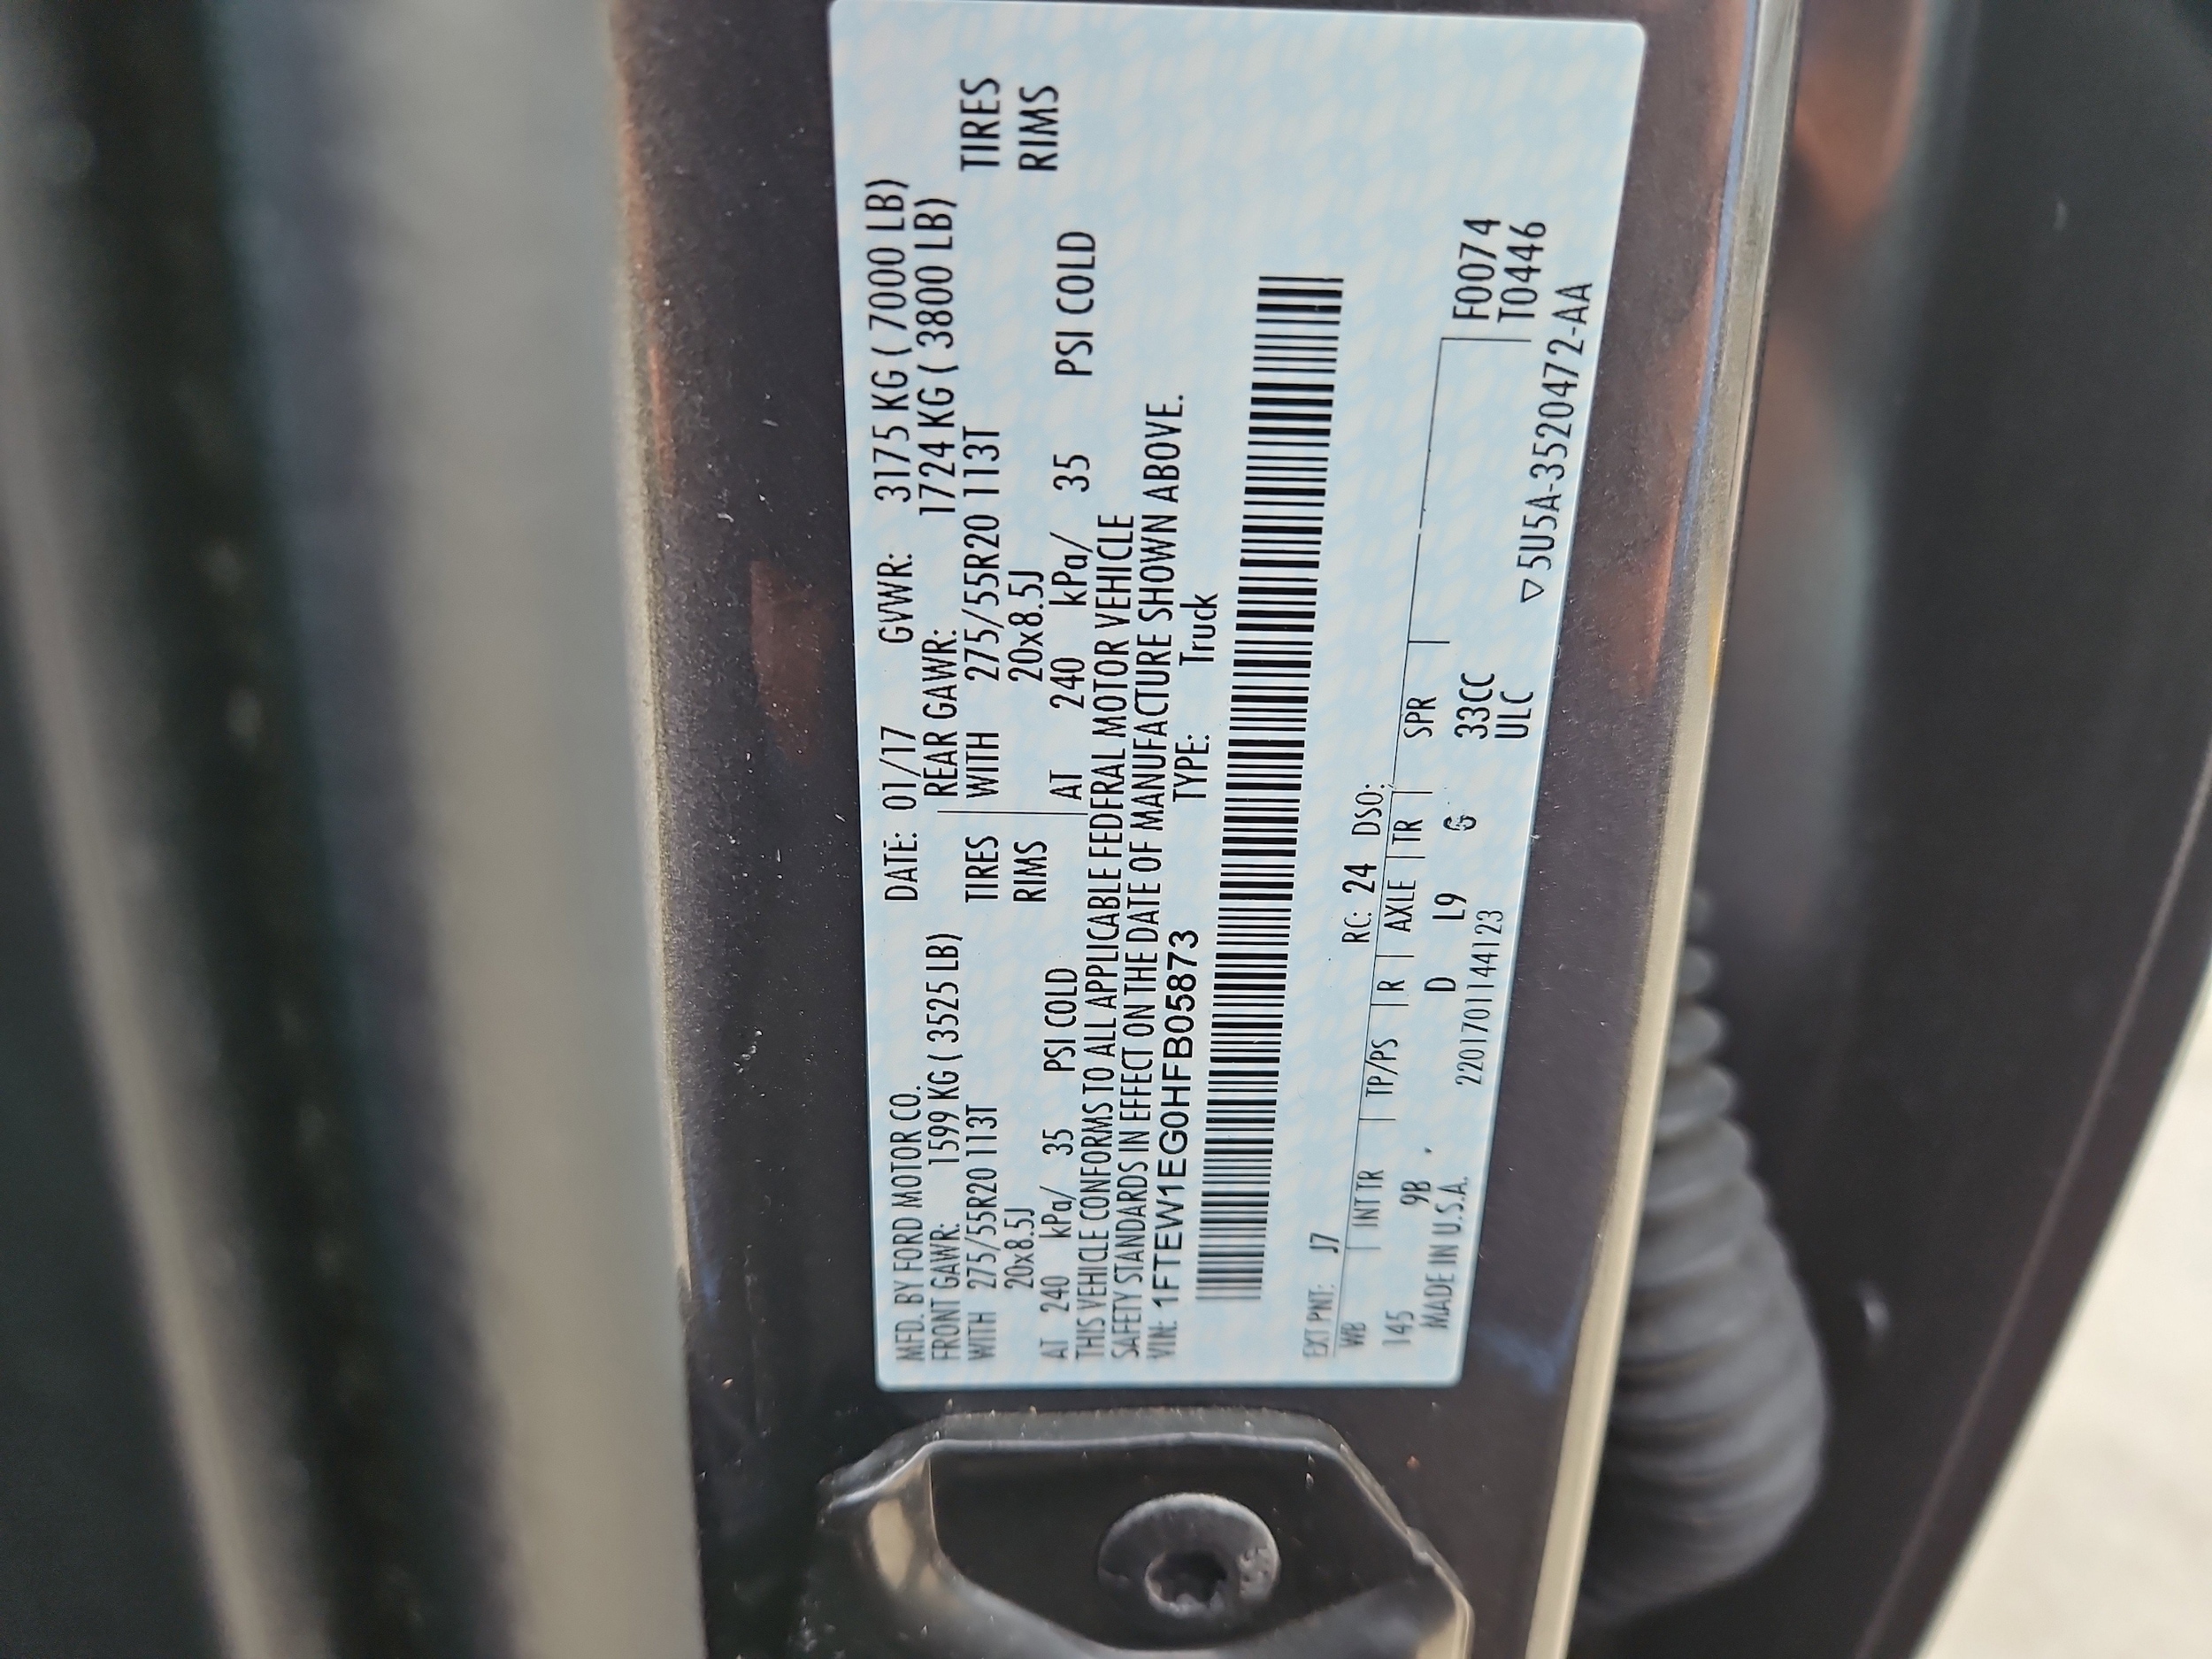 MFD. BY FORD MOTOR CO. DATE: 01/17 GVWR: 3175 KG ( 7000 LB)
FRONT GAWR: 1599 KG ( 3525 LB) REAR GAWR: 1724 KG ( 3800 LB)
WITH 275/55R20 113T TIRES WITH 275/55R20 113T TIRES
20x8.5J RIMS 20x8.5J RIMS
AT 240 kPa/ 35 PSI COLD AT 240 kPa/ 35 PSI COLD
THIS VEHICLE CONFORMS TO ALL APPLICABLE FEDERAL MOTOR VEHICLE
SAFETY STANDARDS IN EFFECT ON THE DATE OF MANUFACTURE SHOWN ABOVE.
VIN: 1FTEW1EG0HFB05873 TYPE: Truck
EXT PNT: J7 RC: 24 DSO:
WB INT TR TP/PS R AXLE TR SPR F0074
145 9B D L9 G 33CC T0446
MADE IN U.S.A. 220170114 44123 ULC
▽5U5A-3520472-AA